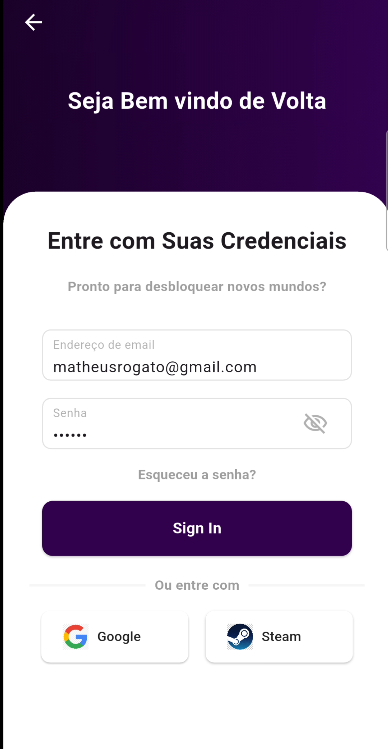 Seja Bem vindo de Volta
Entre com Suas Credenciais
Pronto para desbloquear novos mundos?
Endereço de email
matheusrogato@gmail.com
Senha
••••••
Esqueceu a senha?
Sign In
Ou entre com
Google
Steam